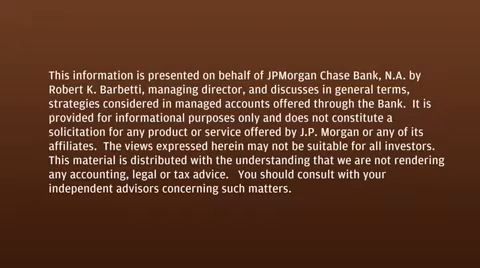 This information is presented on behalf of JPMorgan Chase Bank, N.A. by
Robert K. Barbetti, managing director, and discusses in general terms,
strategies considered in managed accounts offered through the Bank.  It is
provided for informational purposes only and does not constitute a
solicitation for any product or service offered by J.P. Morgan or any of its
affiliates.  The views expressed herein may not be suitable for all investors.
This material is distributed with the understanding that we are not rendering
any accounting, legal or tax advice.   You should consult with your
independent advisors concerning such matters.